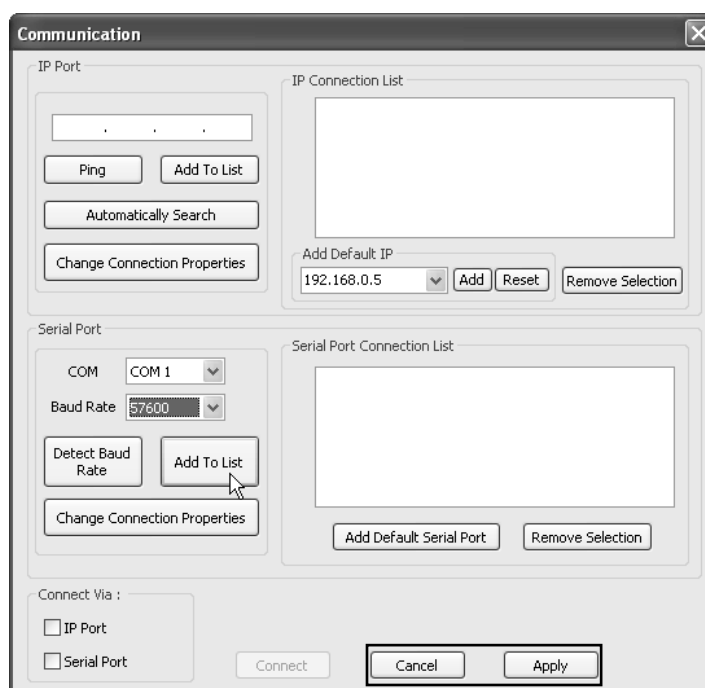 Communication
IP Port
IP Connection List
. . .
Ping
Add To List
Automatically Search
Change Connection Properties
Add Default IP
192.168.0.5
Add
Reset
Remove Selection
Serial Port
Serial Port Connection List
COM
COM 1
Baud Rate
57600
Detect Baud
Rate
Add To List
Change Connection Properties
Add Default Serial Port
Remove Selection
Connect Via :
IP Port
Serial Port
Connect
Cancel
Apply